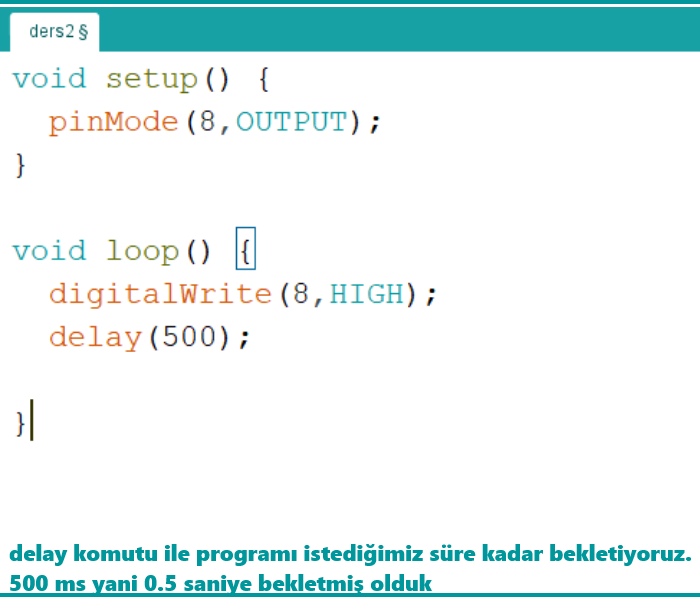 ders2 §
void setup() {
  pinMode(8,OUTPUT);
}
void loop() {
  digitalWrite(8,HIGH);
  delay(500);
}
delay komutu ile programı istediğimiz süre kadar bekletiyoruz.
500 ms yani 0.5 saniye bekletmiş olduk